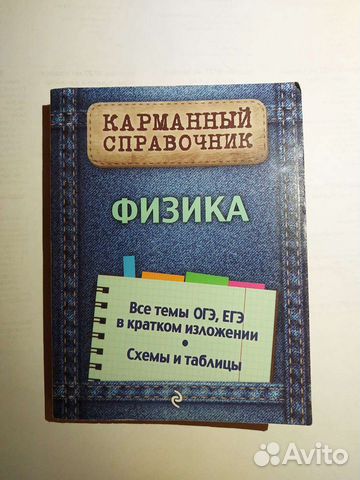 КАРМАННЫЙ
СПРАВОЧНИК
ФИЗИКА
Все темы ОГЭ, ЕГЭ
в кратком изложении
•
Схемы и таблицы
Avito